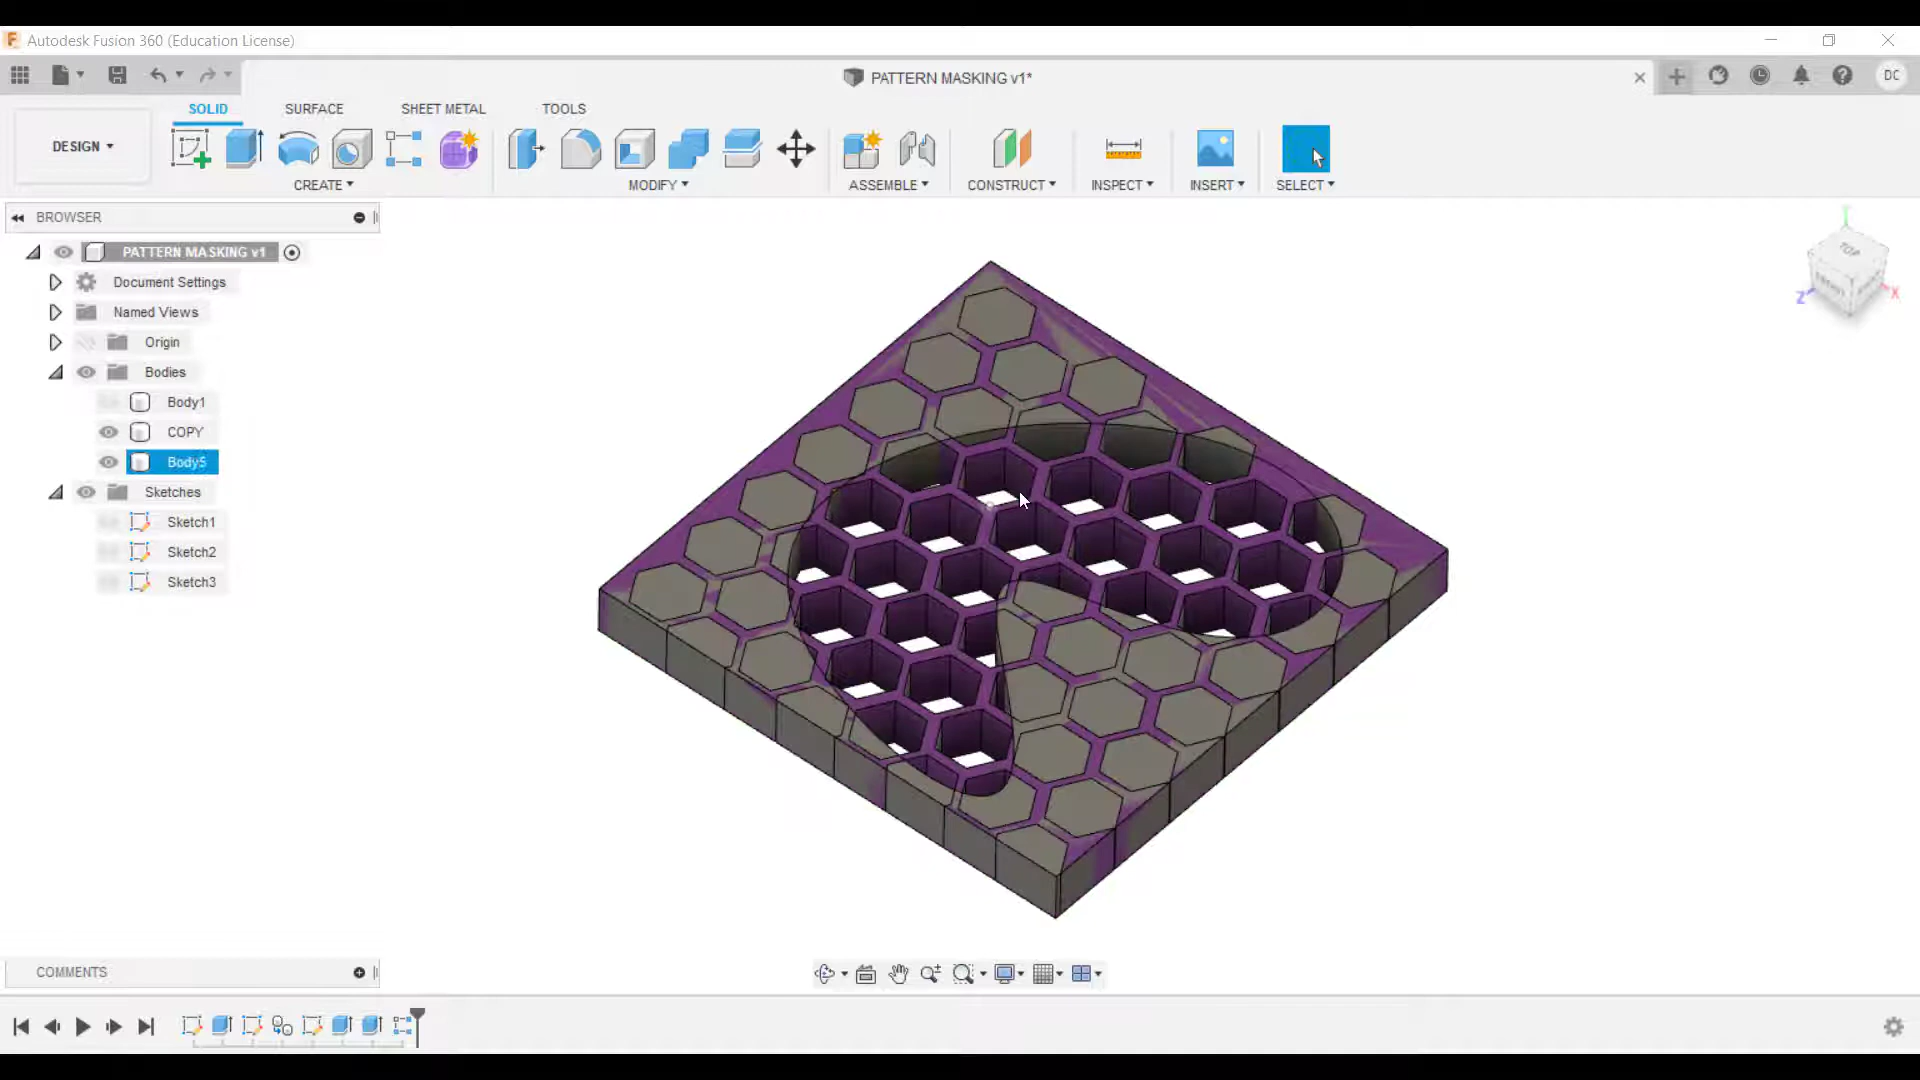 Autodesk Fusion 360 (Education License)
PATTERN MASKING v1*
DC
SOLID SURFACE SHEET METAL TOOLS
DESIGN
CREATE MODIFY ASSEMBLE CONSTRUCT INSPECT INSERT SELECT
BROWSER
PATTERN MASKING v1
Document Settings
Named Views
Origin
Bodies
Body1
COPY
Body5
Sketches
Sketch1
Sketch2
Sketch3
TOP
Z
X
COMMENTS